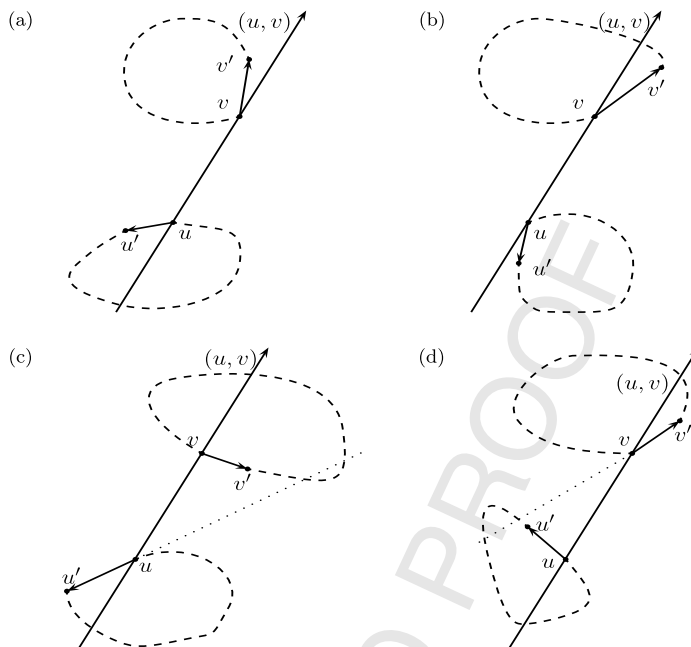 (a)
(u, v)
v′
v
u
u′
(b)
(u, v)
v
v′
u
u′
(c)
(u, v)
v
v′
u′
u
(d)
(u, v)
v
v′
u′
u
PROOF